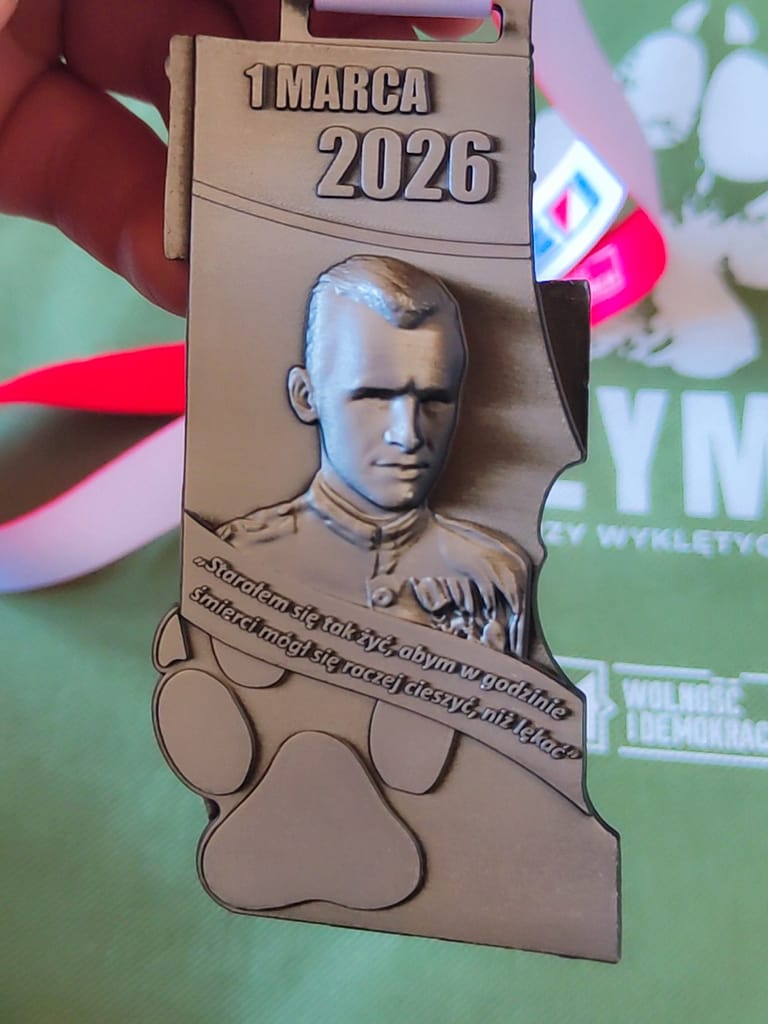 1 MARCA
2026
„Starałem się tak żyć, abym w godzinie
śmierci mógł się raczej cieszyć, niż lękać"
YM
WYKLĘTYC
WOLNOŚĆ
I DEMOKRAC